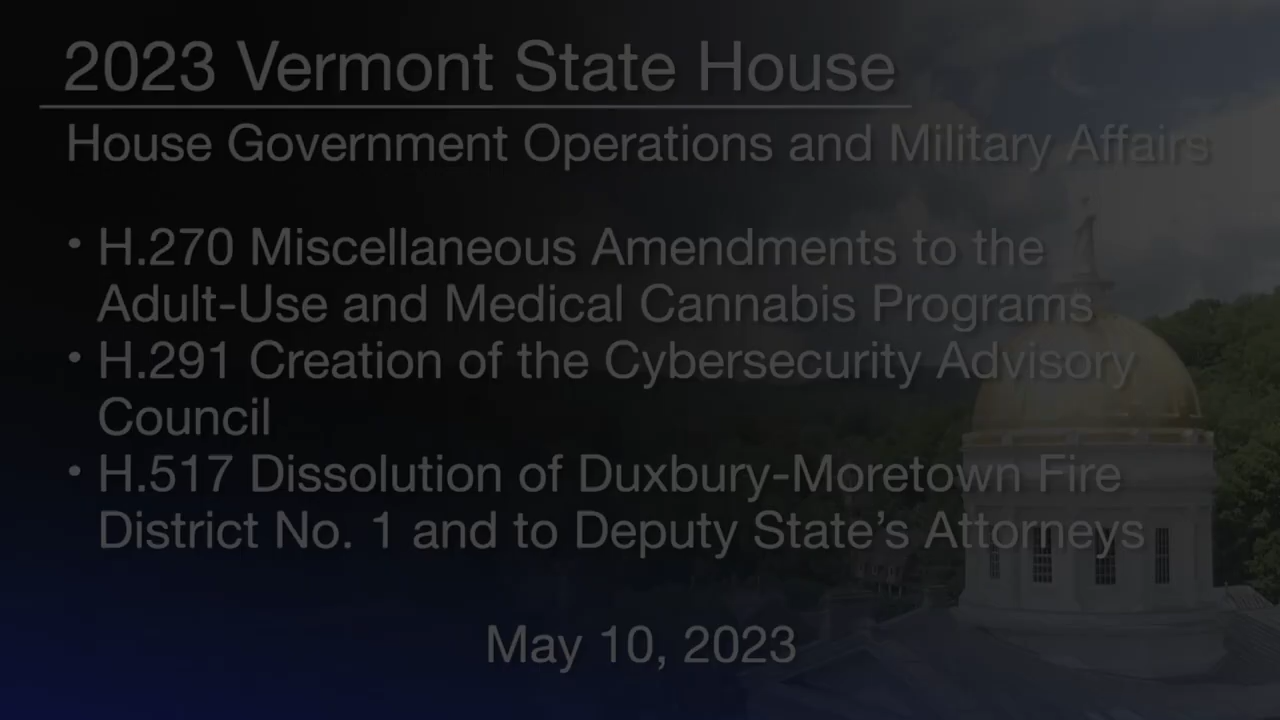 2023 Vermont State House
House Government Operations and Military Affairs
• H.270 Miscellaneous Amendments to the
Adult-Use and Medical Cannabis Programs
• H.291 Creation of the Cybersecurity Advisory
Council
• H.517 Dissolution of Duxbury-Moretown Fire
District No. 1 and to Deputy State’s Attorneys
May 10, 2023